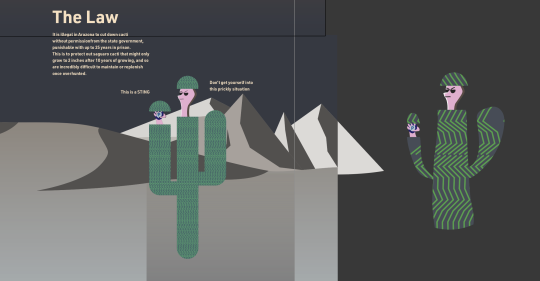 The Law
It is illegal in Arizona to cut down cacti
without permission from the state government,
punishable with up to 25 years in prison.
This is to protect out saguaro cacti that might only
grow to 2 inches after 10 years of growing, and so
are incredibly difficult to maintain or replenish
once overlooked.
Don't get yourself into
this prickly situation
This is a STING